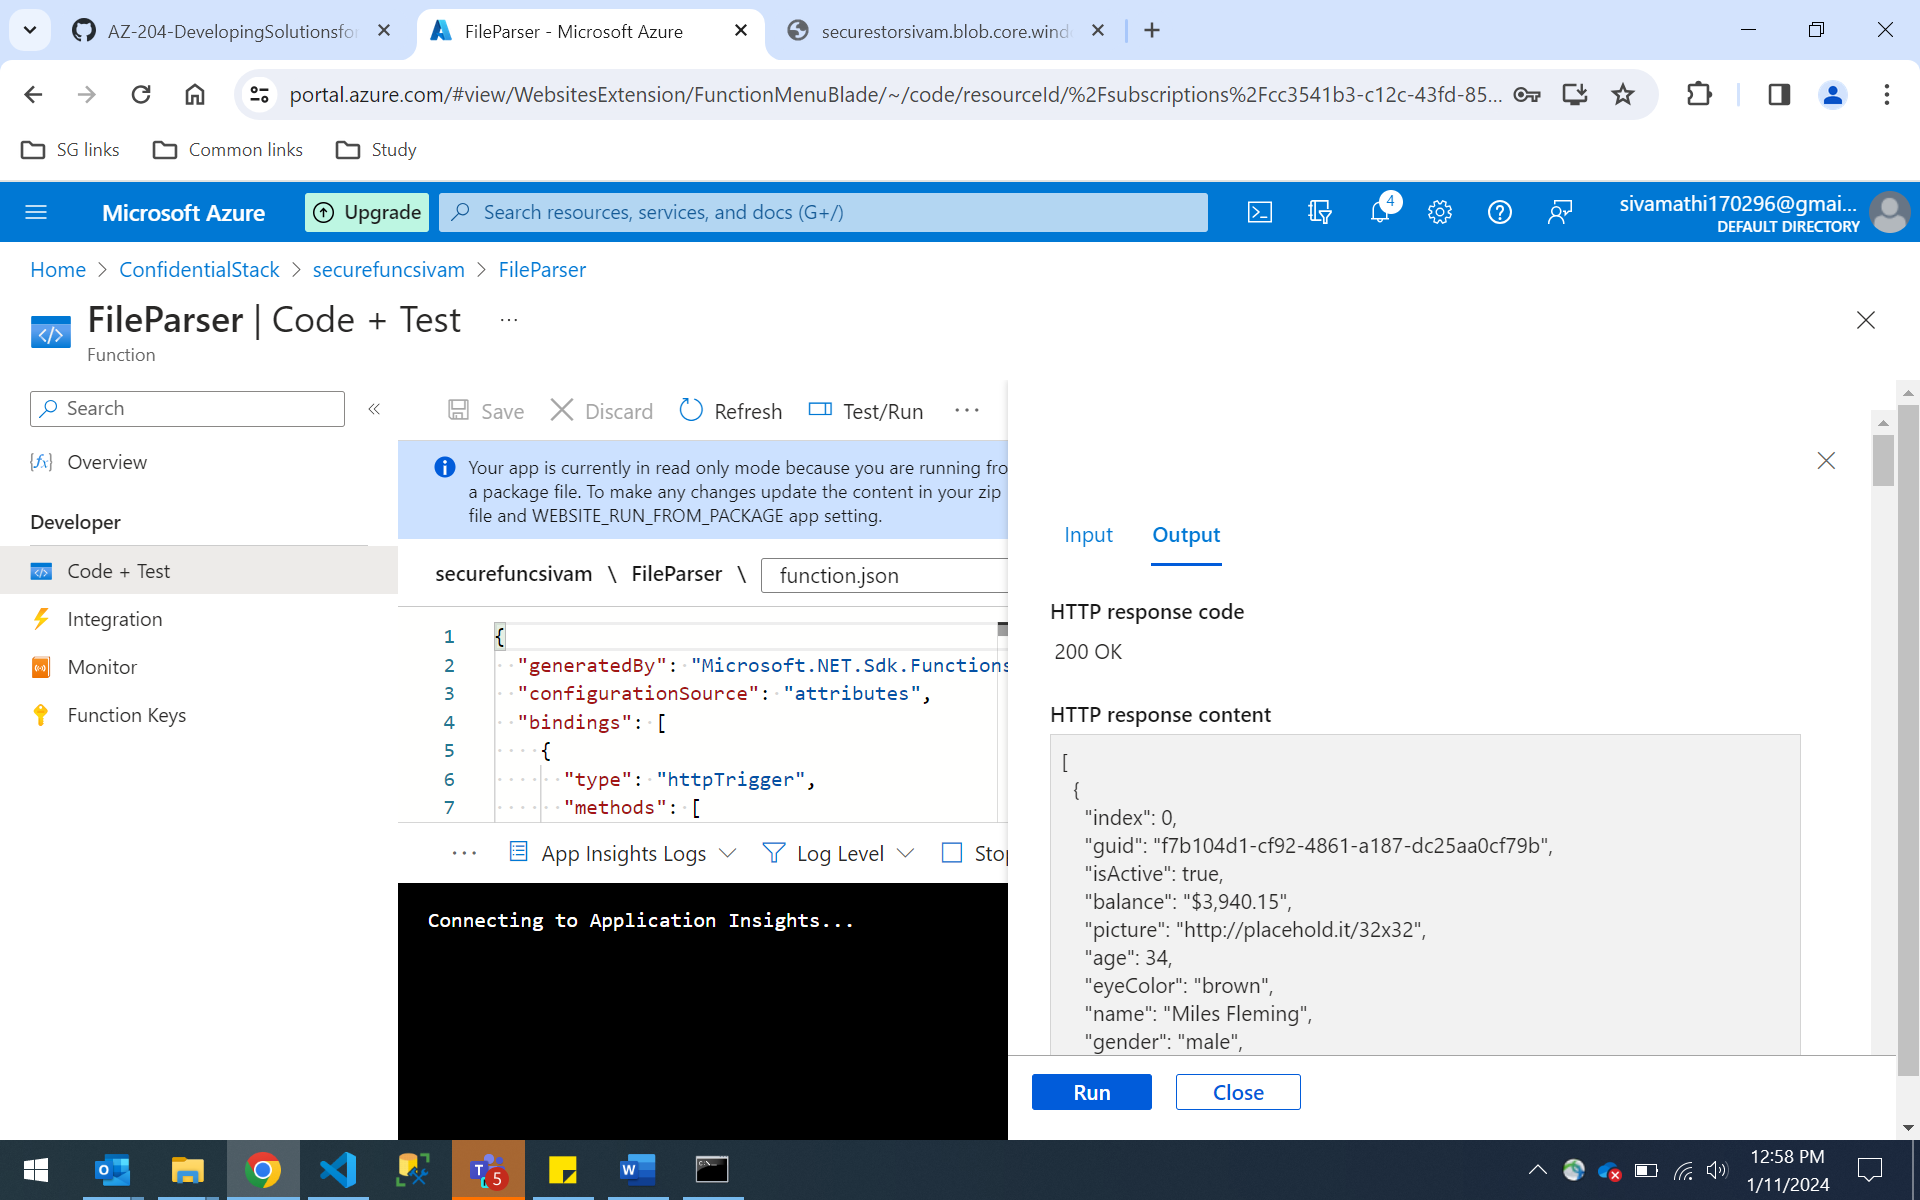 AZ-204-DevelopingSolutionsfor
FileParser - Microsoft Azure
securestorsivam.blob.core.wind
portal.azure.com/#view/WebsitesExtension/FunctionMenuBlade/~/code/resourceId/%2Fsubscriptions%2Fcc3541b3-c12c-43fd-85...
SG links
Common links
Study
Microsoft Azure
Upgrade
Search resources, services, and docs (G+/)
4
sivamathi170296@gmai...
DEFAULT DIRECTORY
Home > ConfidentialStack > securefuncsivam > FileParser
FileParser | Code + Test ...
Function
Search
«
Overview
Developer
Code + Test
Integration
Monitor
Function Keys
Save
Discard
Refresh
Test/Run
...
Your app is currently in read only mode because you are running fro
a package file. To make any changes update the content in your zip
file and WEBSITE_RUN_FROM_PACKAGE app setting.
securefuncsivam \ FileParser \ function.json
1 {
2 "generatedBy": "Microsoft.NET.Sdk.Functions
3 "configurationSource": "attributes",
4 "bindings": [
5 {
6 "type": "httpTrigger",
7 "methods": [
...
App Insights Logs
Log Level
Stop
Connecting to Application Insights...
Input
Output
HTTP response code
200 OK
HTTP response content
[
{
"index": 0,
"guid": "f7b104d1-cf92-4861-a187-dc25aa0cf79b",
"isActive": true,
"balance": "$3,940.15",
"picture": "http://placehold.it/32x32",
"age": 34,
"eyeColor": "brown",
"name": "Miles Fleming",
"gender": "male",
Run
Close
5
12:58 PM
1/11/2024